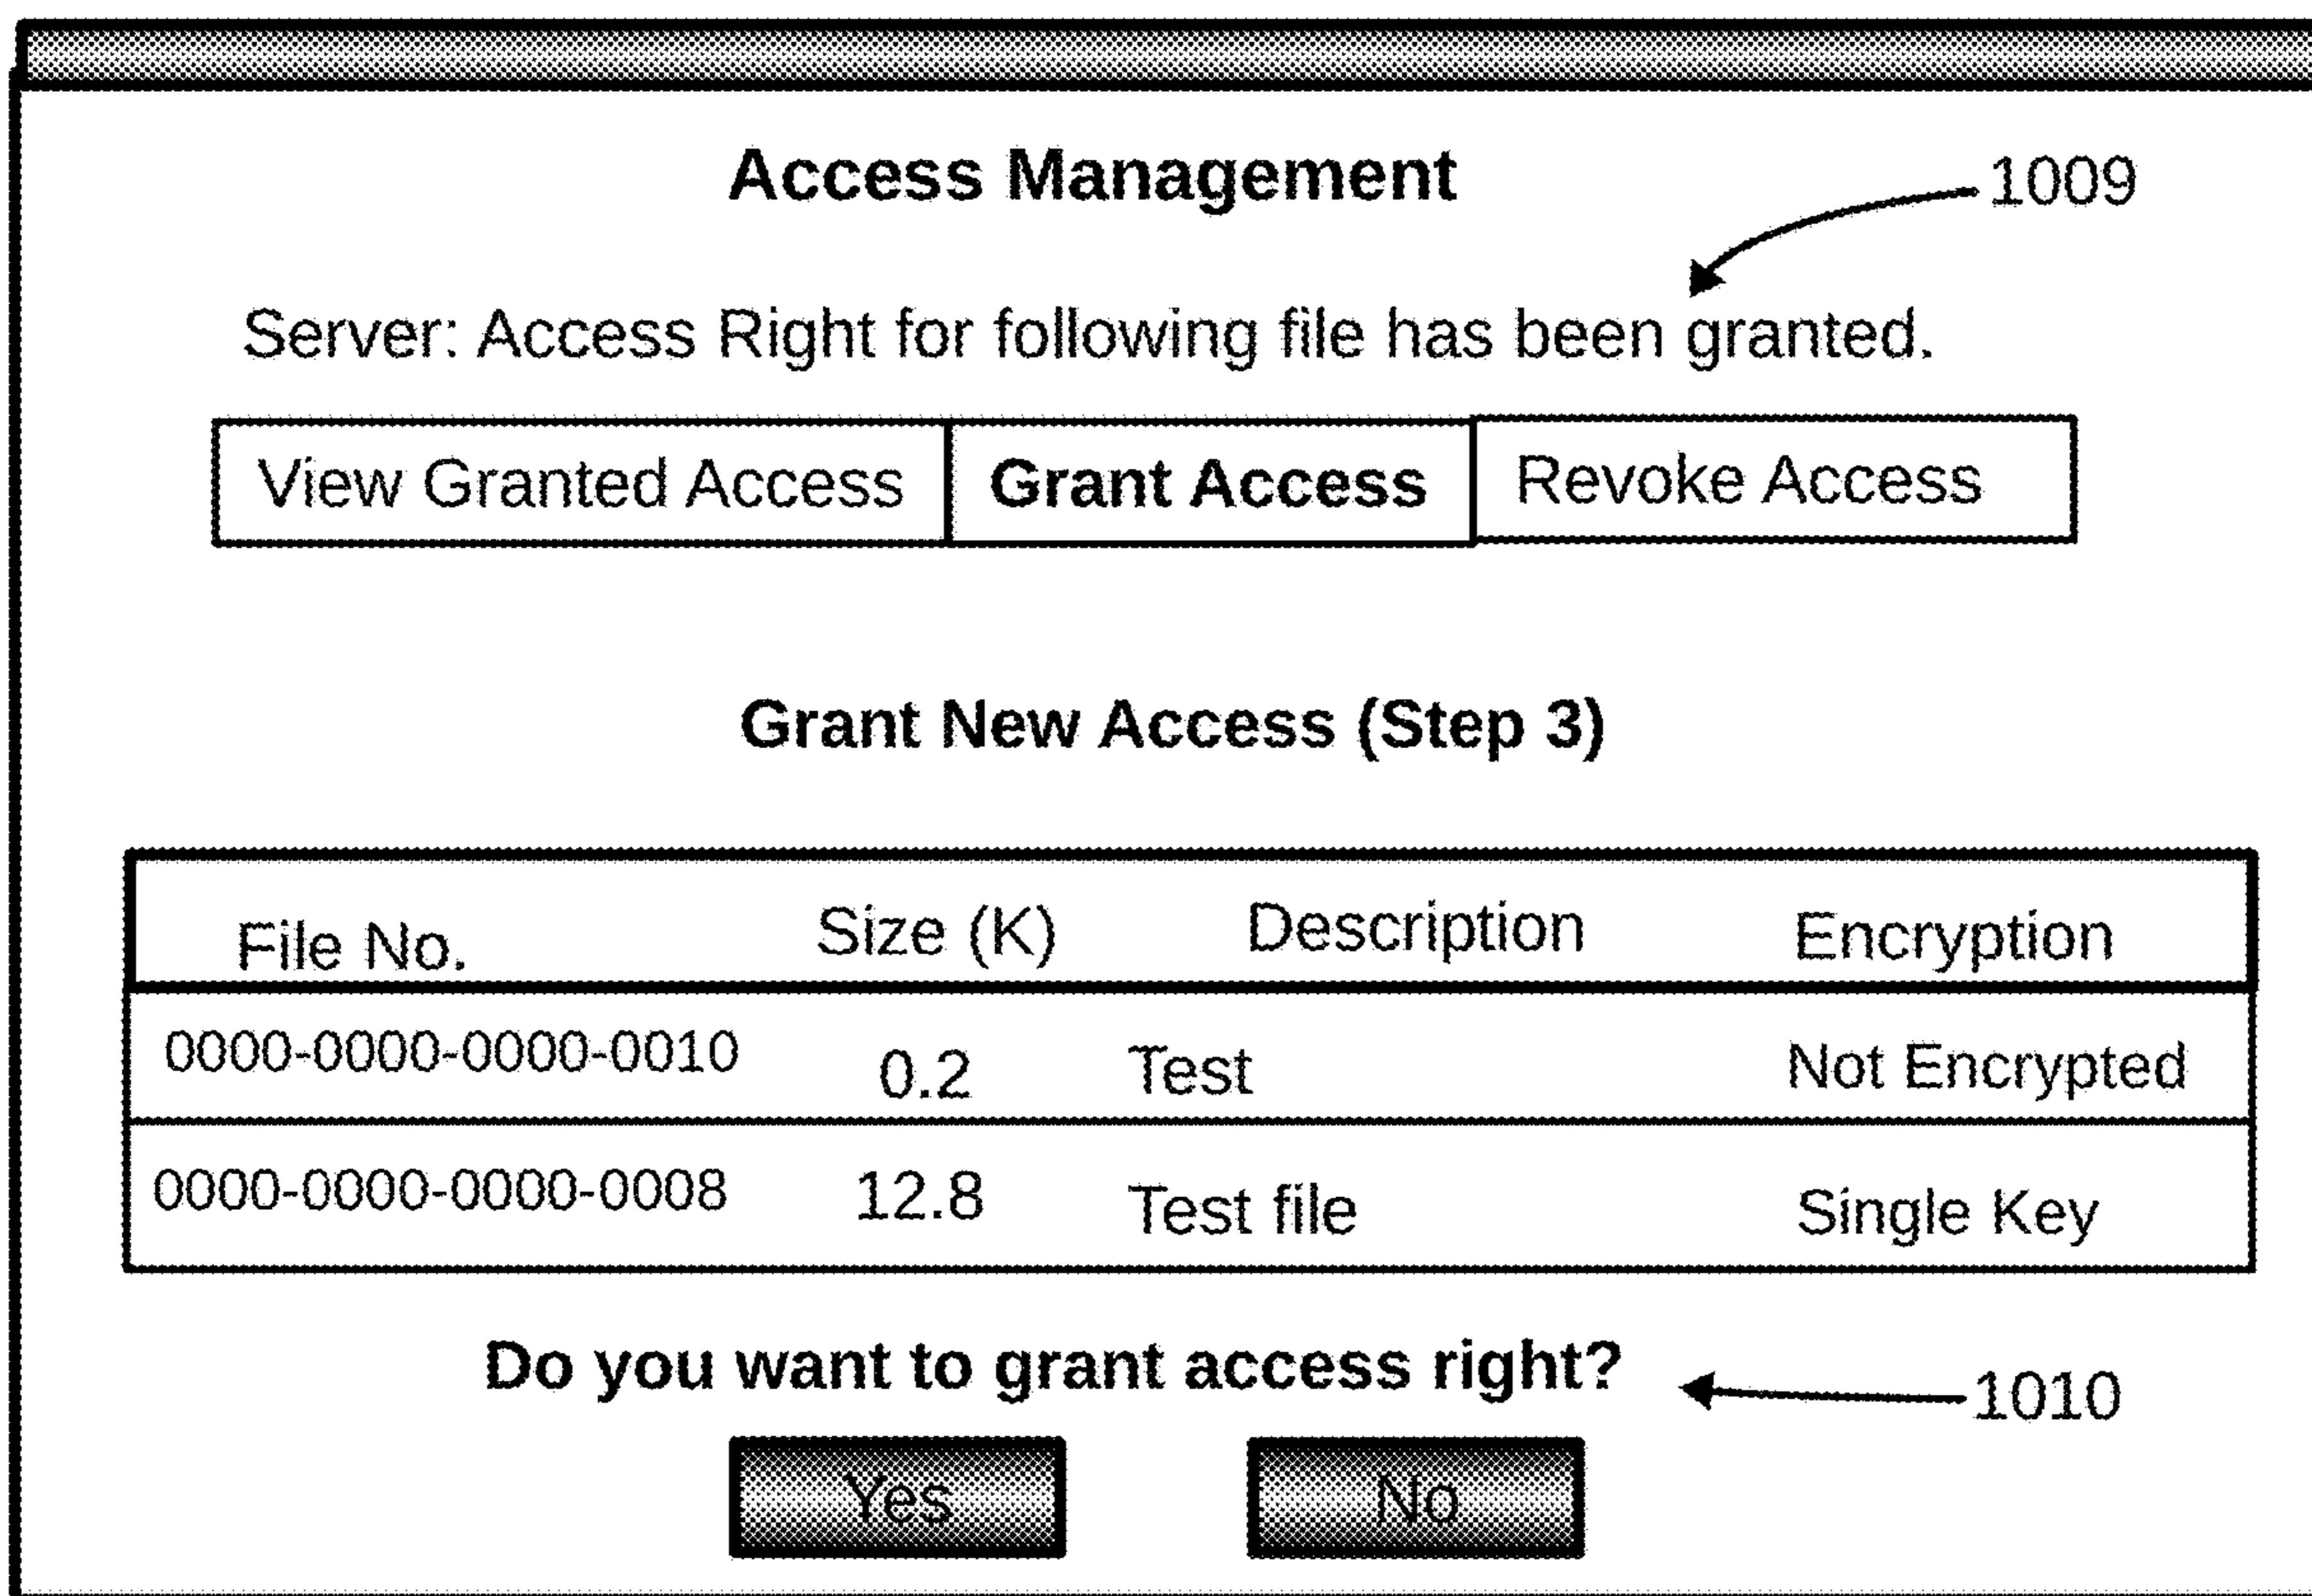 Access Management
1009
Server: Access Right for following file has been granted.
View Granted Access Grant Access Revoke Access
Grant New Access (Step 3)
File No. Size (K) Description Encryption
0000-0000-0000-0010 0.2 Test Not Encrypted
0000-0000-0000-0008 12.8 Test file Single Key
Do you want to grant access right?
1010
Yes No